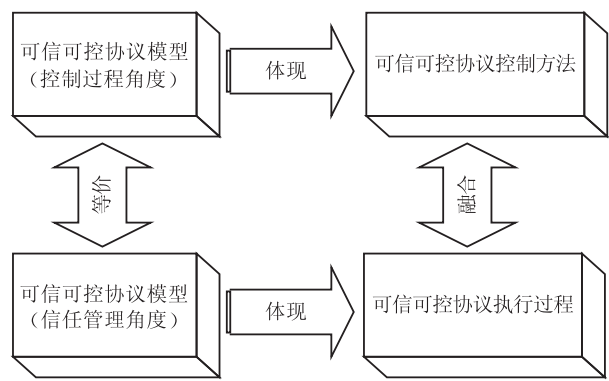 可信可控协议模型
（控制过程角度）
体现
可信可控协议控制方法
等价
融合
可信可控协议模型
（信任管理角度）
体现
可信可控协议执行过程